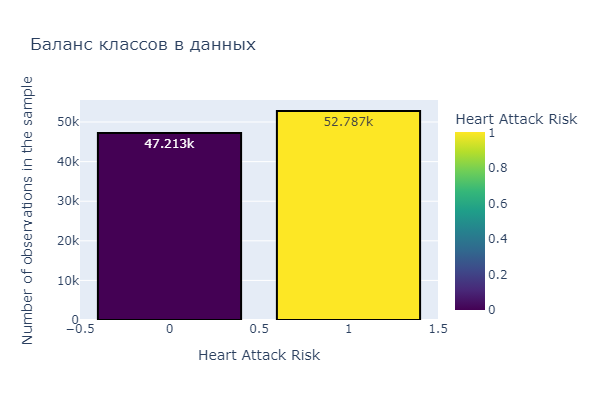 Баланс классов в данных
Number of observations in the sample
50k
40k
30k
20k
10k
0
47.213k
52.787k
−0.5
0
0.5
1
1.5
Heart Attack Risk
Heart Attack Risk
1
0.8
0.6
0.4
0.2
0